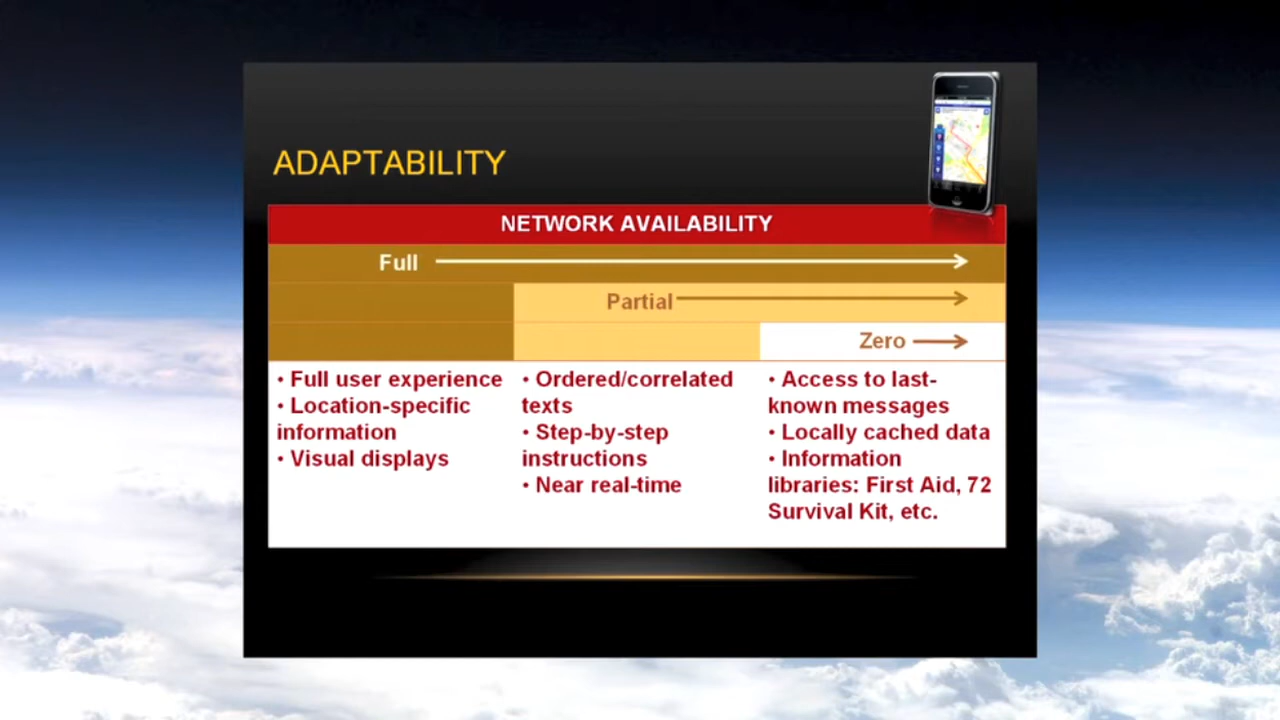 ADAPTABILITY
NETWORK AVAILABILITY
Full
Partial
Zero
• Full user experience
• Location-specific
information
• Visual displays
• Ordered/correlated
texts
• Step-by-step
instructions
• Near real-time
• Access to last-
known messages
• Locally cached data
• Information
libraries: First Aid, 72
Survival Kit, etc.